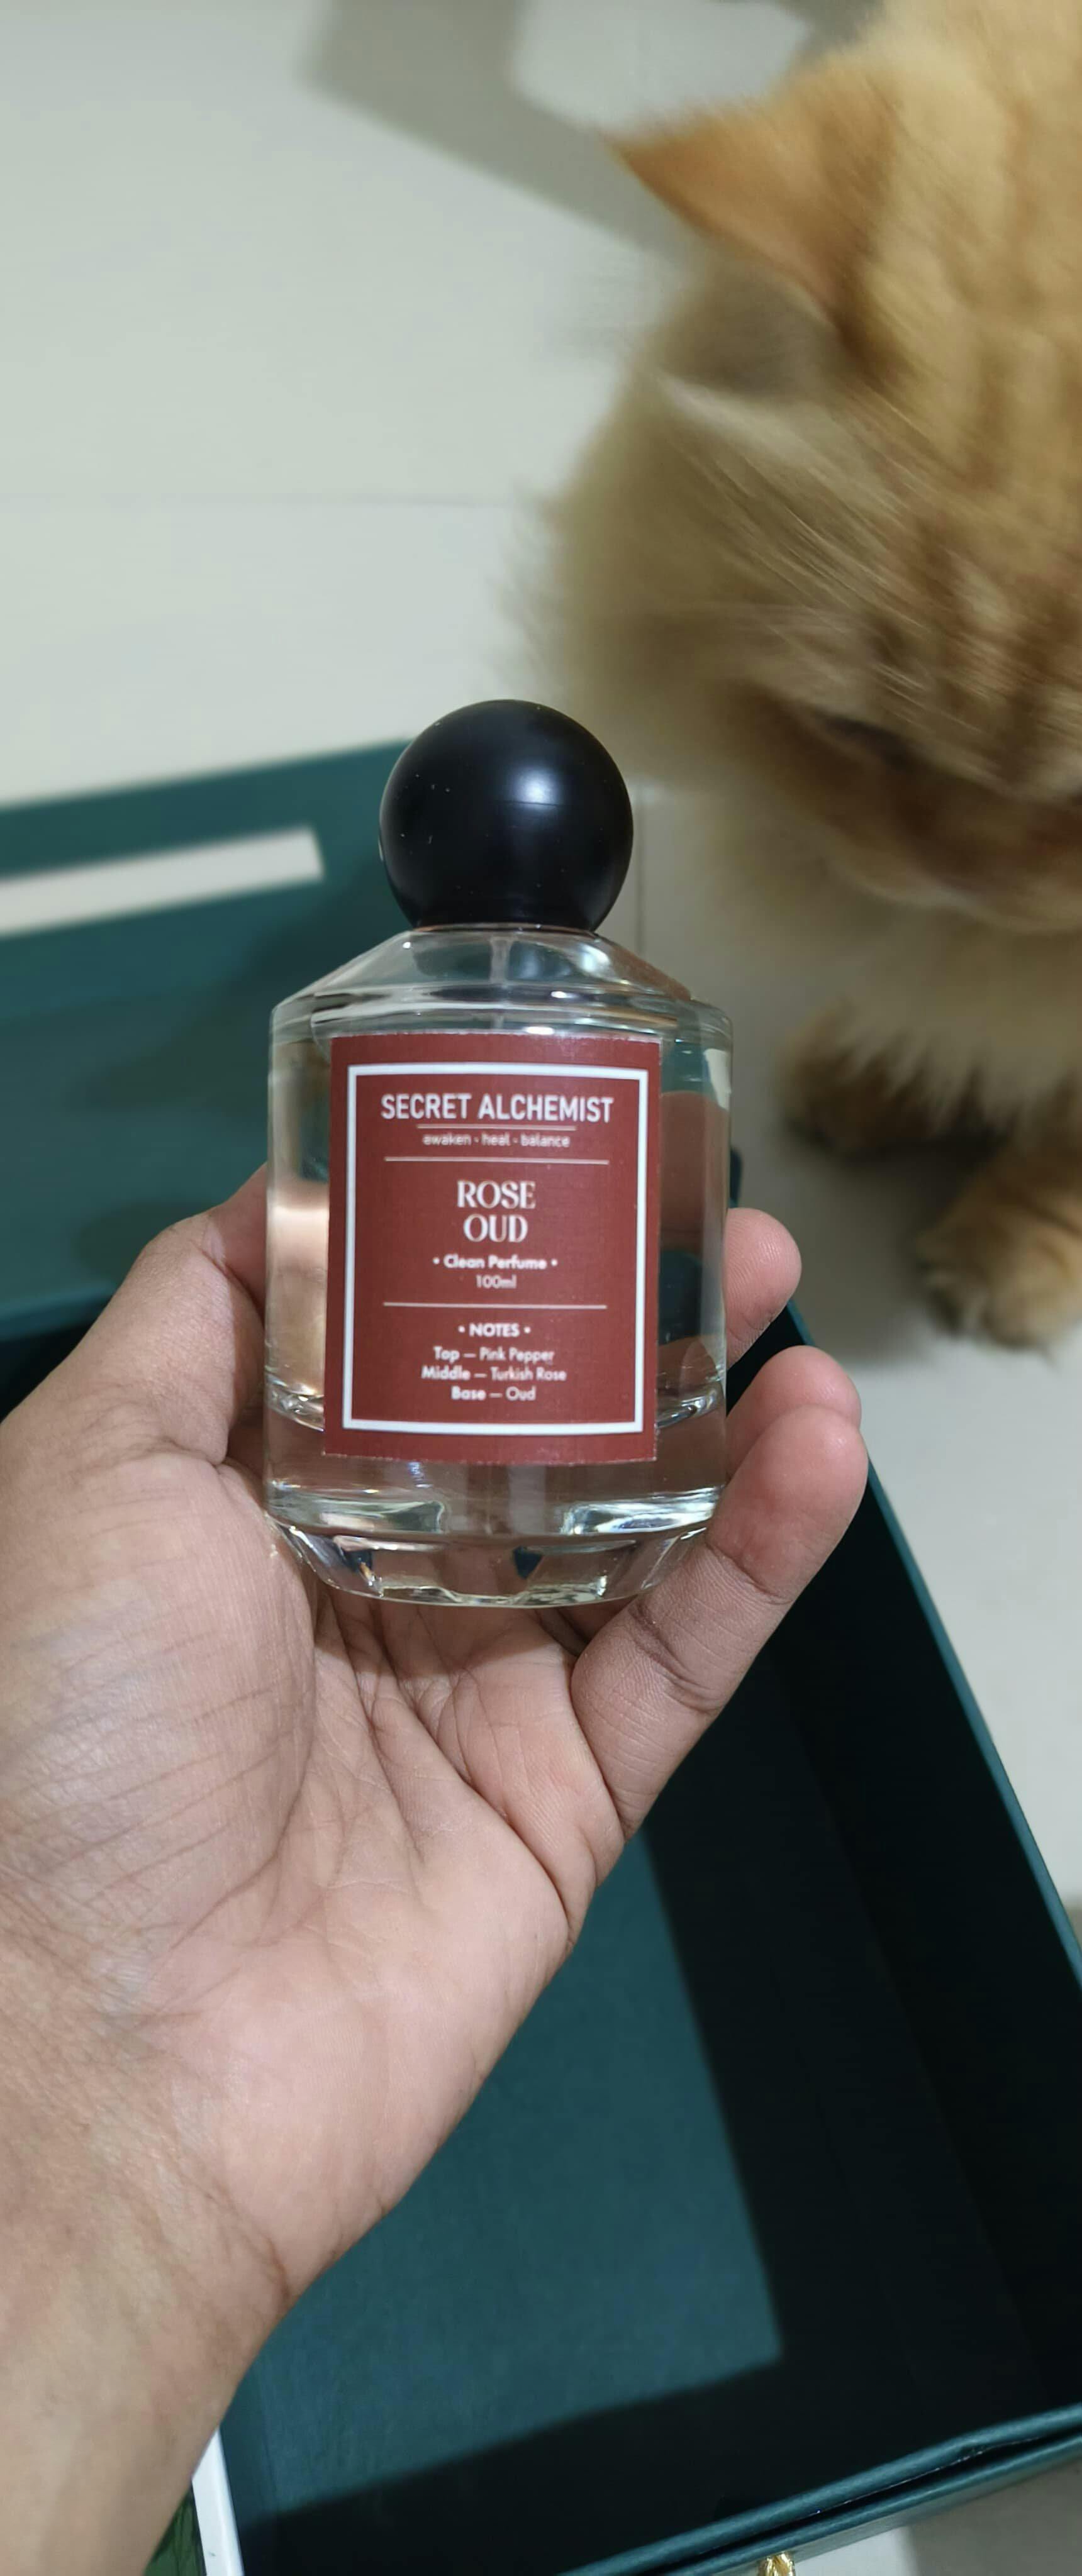 SECRET ALCHEMIST
awaken • heal • balance
ROSE
OUD
• Clean Perfume •
100ml
• NOTES •
Top — Pink Pepper
Middle — Turkish Rose
Base — Oud